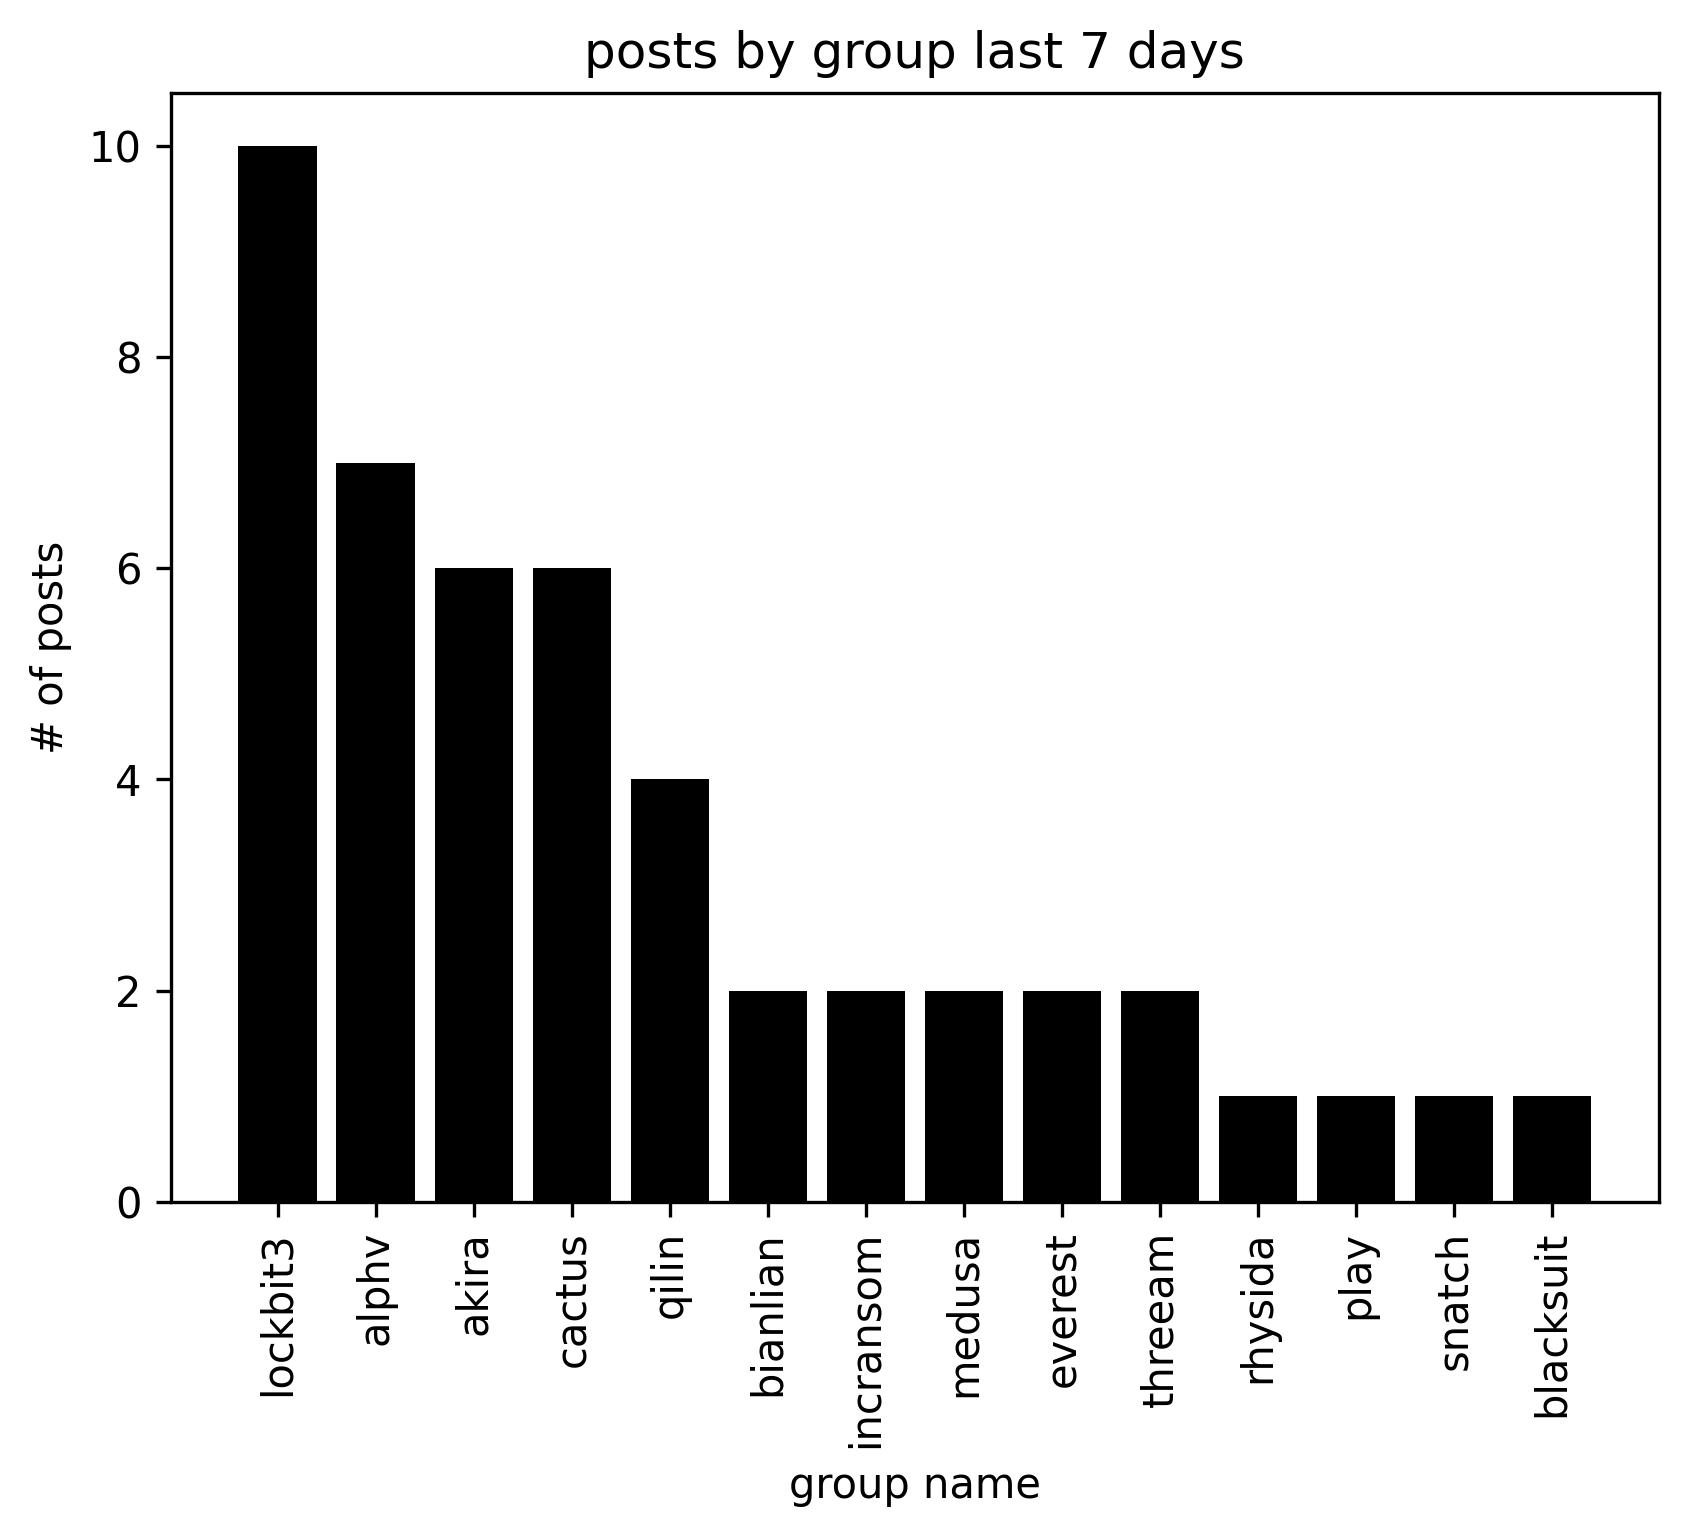 posts by group last 7 days
# of posts
10
8
6
4
2
0
lockbit3
alphv
akira
cactus
qilin
bianlian
incransom
medusa
everest
threeam
rhysida
play
snatch
blacksuit
group name